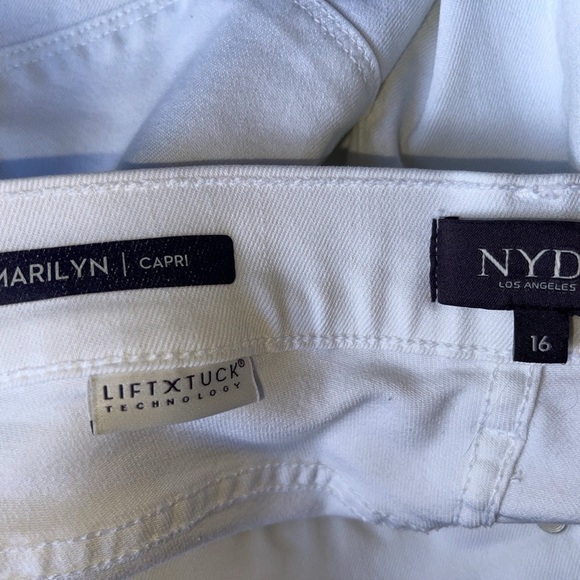 MARILYN | CAPRI
NYD
LOS ANGELES
16
LIFTXTUCK®
TECHNOLOGY